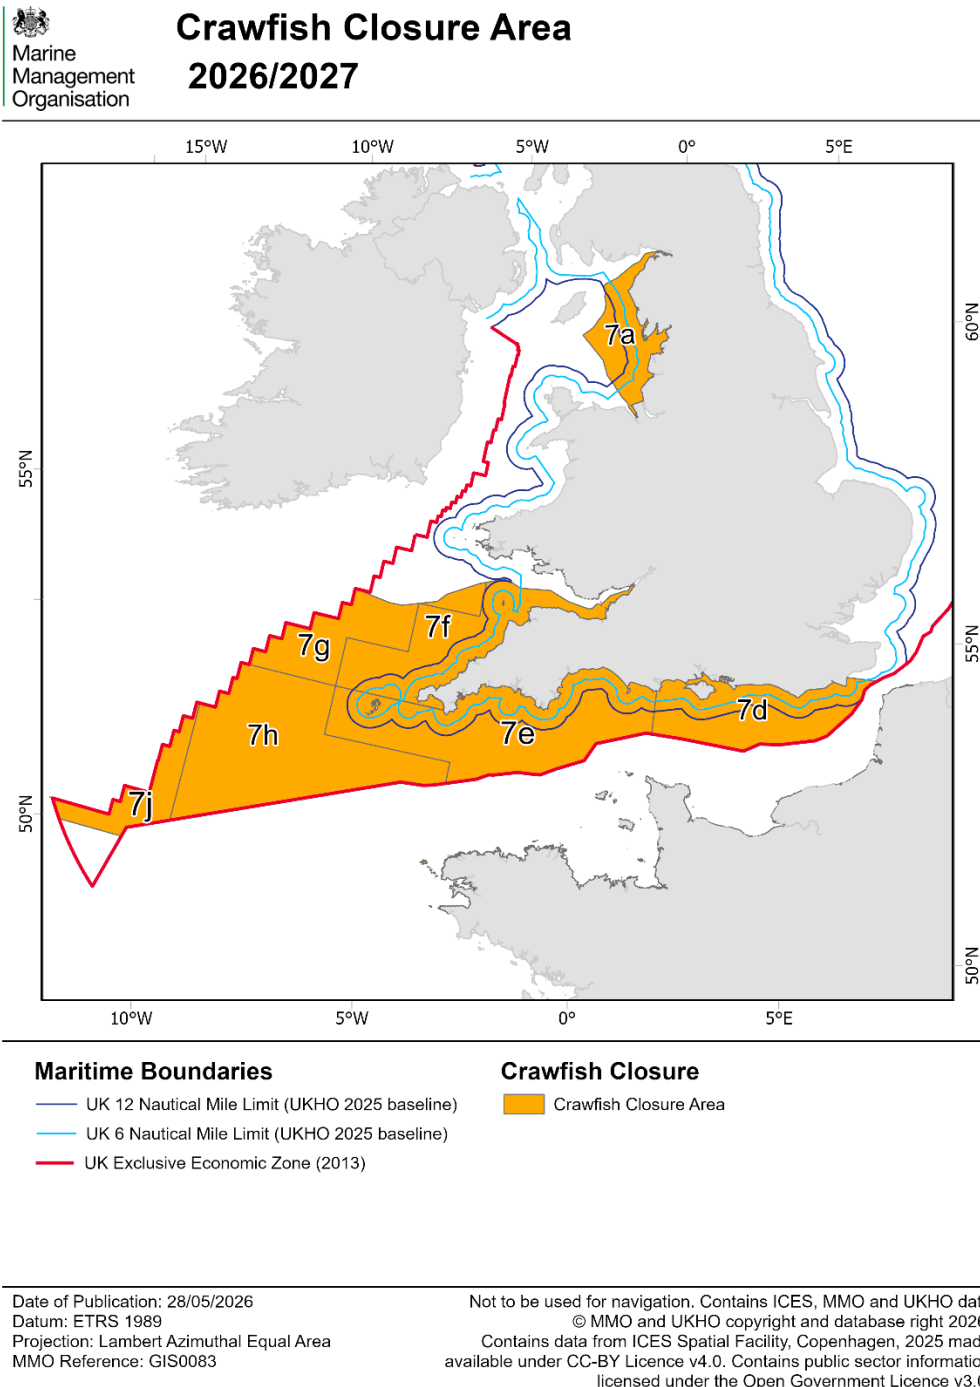 Marine
Management
Organisation
Crawfish Closure Area
2026/2027
15°W 10°W 5°W 0° 5°E
60°N
55°N
55°N
50°N
50°N
7a
7f
7g
7h
7e
7d
7j
10°W 5°W 0° 5°E
Maritime Boundaries
UK 12 Nautical Mile Limit (UKHO 2025 baseline)
UK 6 Nautical Mile Limit (UKHO 2025 baseline)
UK Exclusive Economic Zone (2013)
Crawfish Closure
Crawfish Closure Area
Date of Publication: 28/05/2026
Datum: ETRS 1989
Projection: Lambert Azimuthal Equal Area
MMO Reference: GIS0083
Not to be used for navigation. Contains ICES, MMO and UKHO dat
© MMO and UKHO copyright and database right 202
Contains data from ICES Spatial Facility, Copenhagen, 2025 mad
available under CC-BY Licence v4.0. Contains public sector informatio
licensed under the Open Government Licence v3.